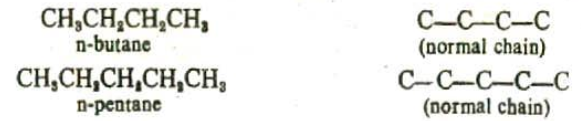 CH₃CH₂CH₂CH₃ C—C—C—C
n-butane (normal chain)
CH₃CH₂CH₂CH₂CH₃ C—C—C—C—C
n-pentane (normal chain)